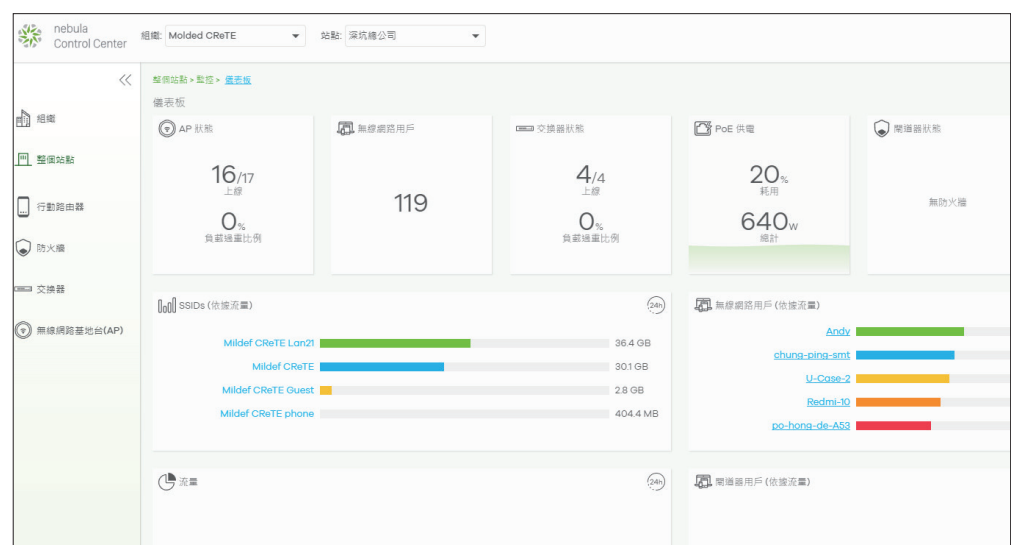 nebula
Control Center
組織: Molded CReTE
站點: 深坑總公司
整個站點 > 監控 > 儀表板
儀表板
組織
整個站點
行動路由器
防火牆
交換器
無線網路基地台(AP)
AP 狀態
16/17
上線
0%
負載過重比例
無線網路用戶
119
交換器狀態
4/4
上線
0%
負載過重比例
PoE 供電
20%
耗用
640W
總計
閘道器狀態
無防火牆
SSIDs (依據流量)
24h
Mildef CReTE Lan21
36.4 GB
Mildef CReTE
30.1 GB
Mildef CReTE Guest
2.8 GB
Mildef CReTE phone
404.4 MB
無線網路用戶 (依據流量)
Andy
chung-ping-smt
U-Case-2
Redmi-10
po-hong-de-A53
流量
24h
閘道器用戶 (依據流量)